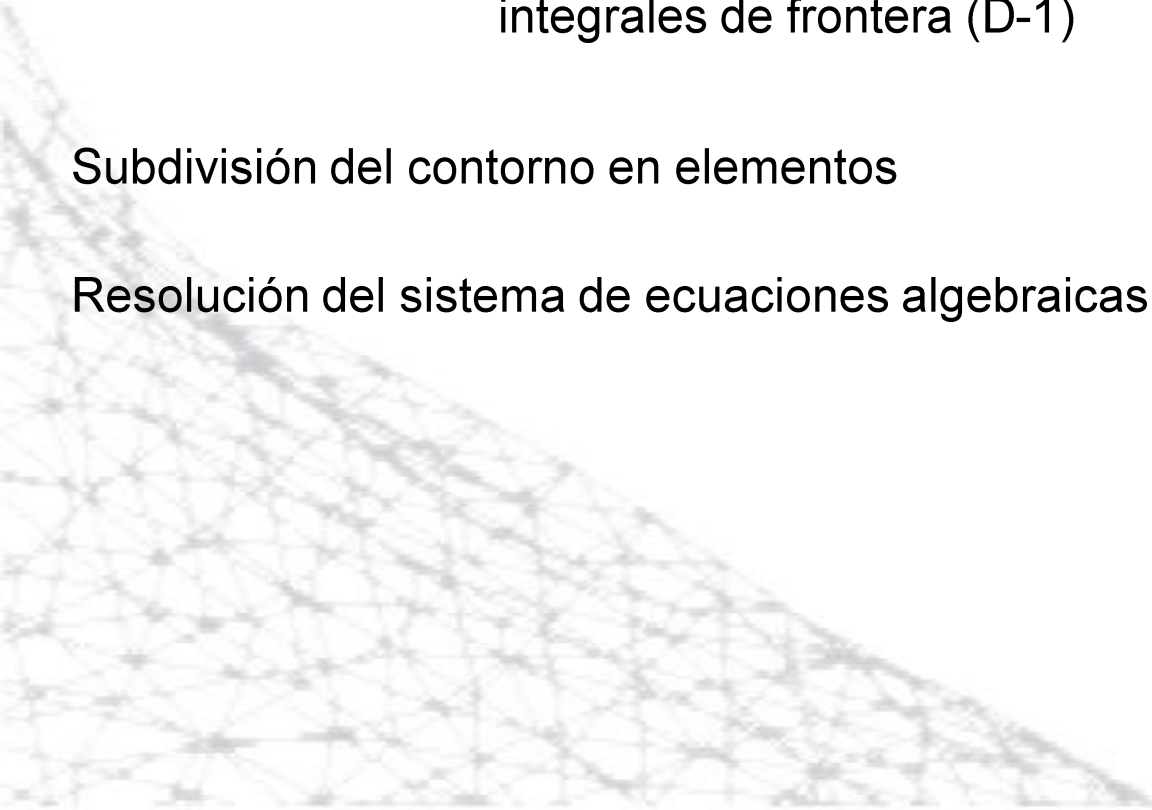 integrales de frontera (D-1)
Subdivisión del contorno en elementos
Resolución del sistema de ecuaciones algebraicas